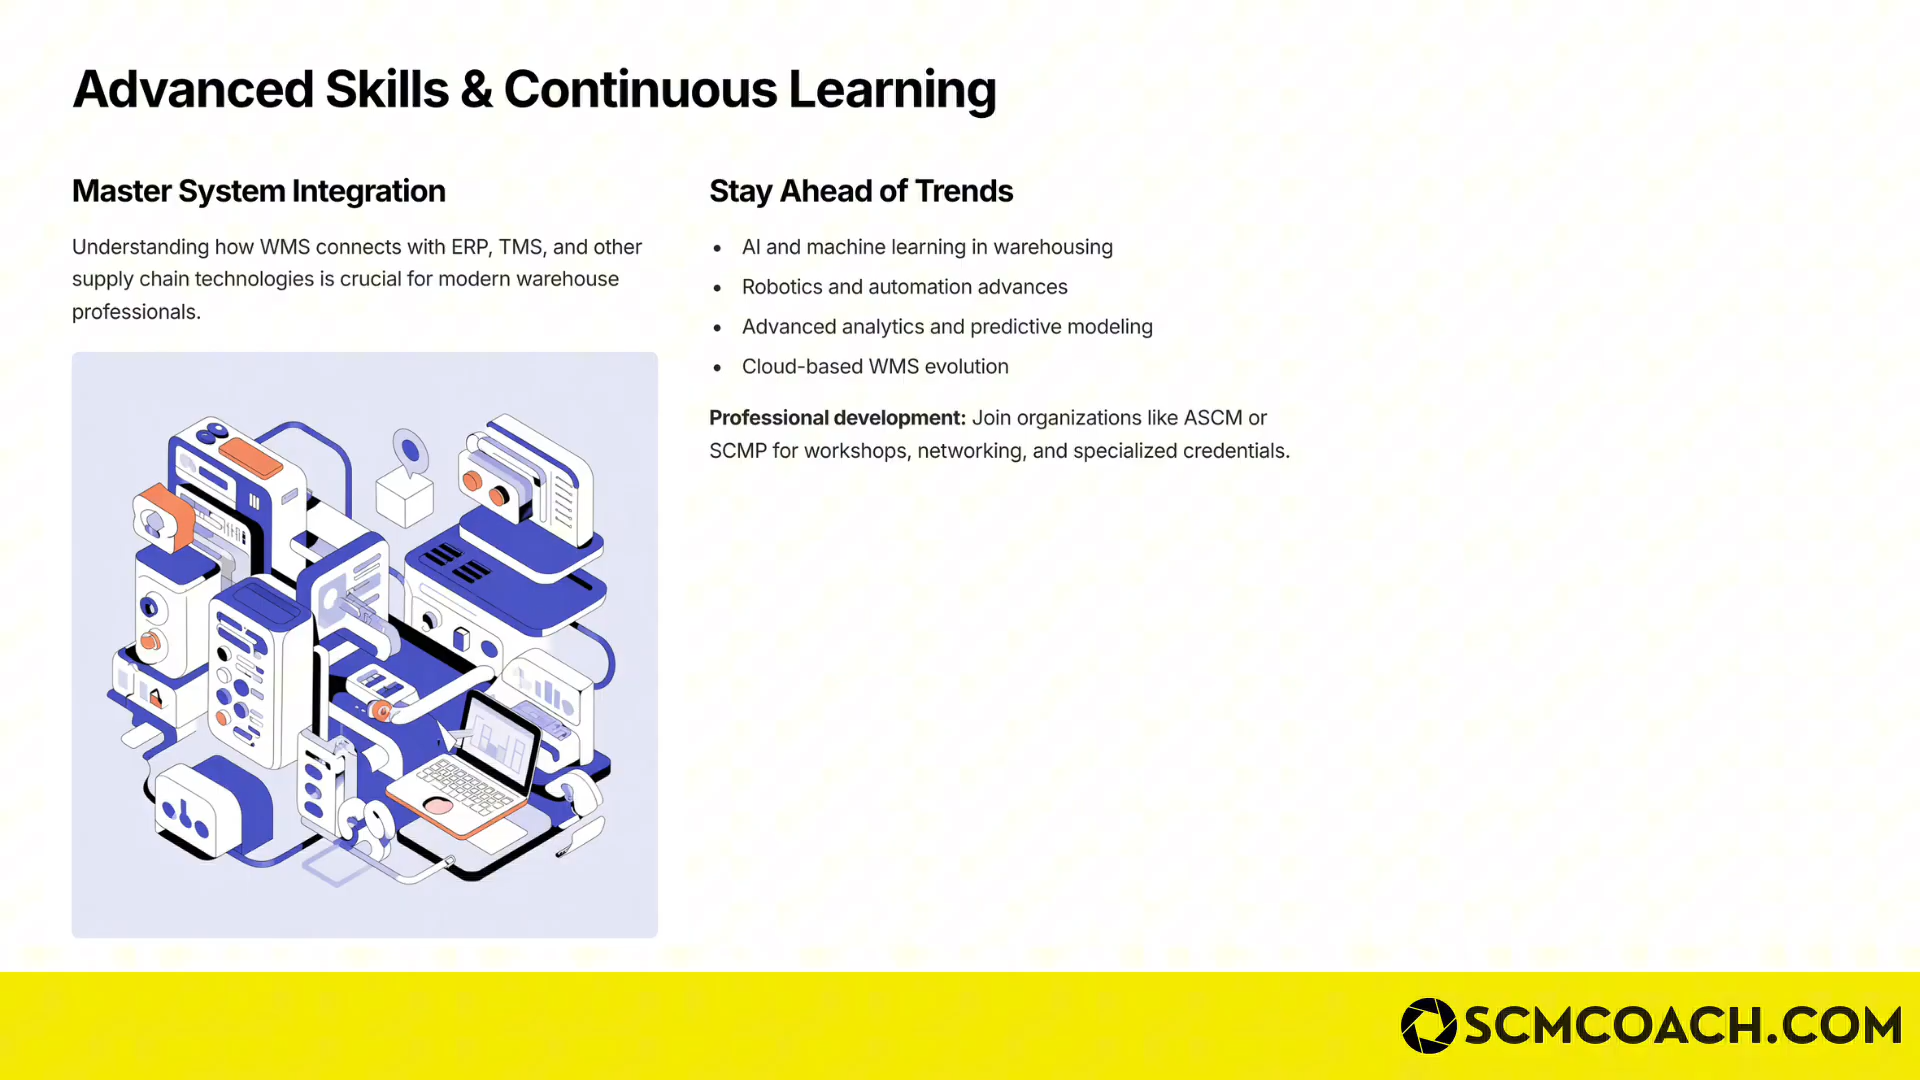 Advanced Skills & Continuous Learning
Master System Integration
Understanding how WMS connects with ERP, TMS, and other
supply chain technologies is crucial for modern warehouse
professionals.
Stay Ahead of Trends
• AI and machine learning in warehousing
• Robotics and automation advances
• Advanced analytics and predictive modeling
• Cloud-based WMS evolution
Professional development: Join organizations like ASCM or
SCMP for workshops, networking, and specialized credentials.
SCMCOACH.COM